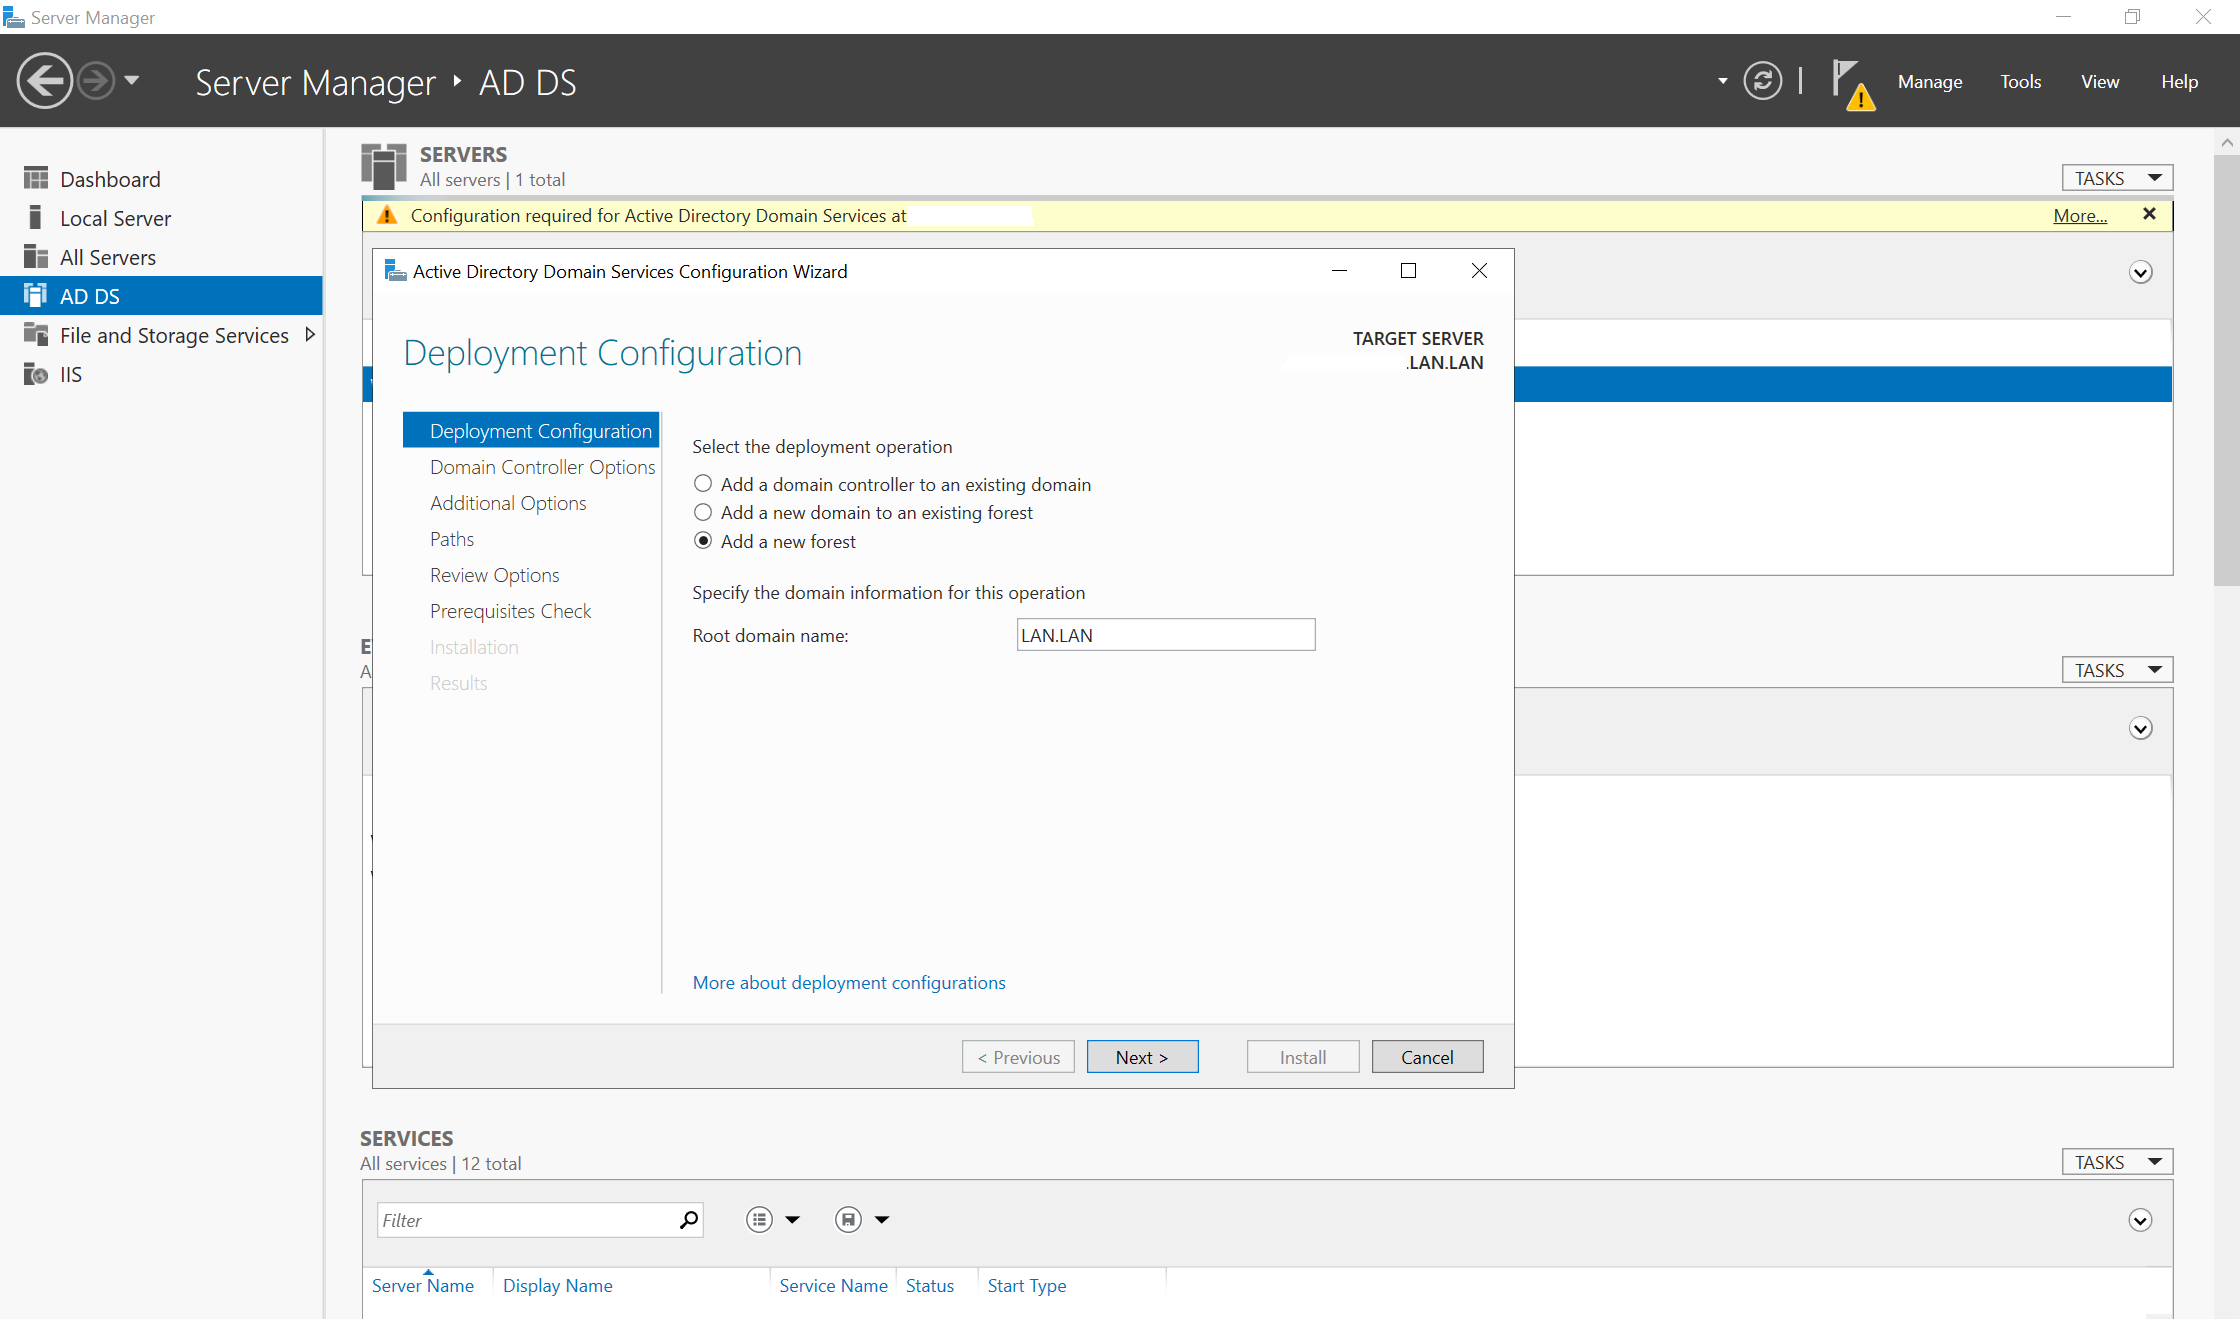 Server Manager
Server Manager ‣ AD DS
Manage
Tools
View
Help
Dashboard
Local Server
All Servers
AD DS
File and Storage Services
IIS
SERVERS
All servers | 1 total
TASKS
Configuration required for Active Directory Domain Services at
More...
Active Directory Domain Services Configuration Wizard
Deployment Configuration
TARGET SERVER
.LAN.LAN
Deployment Configuration
Domain Controller Options
Additional Options
Paths
Review Options
Prerequisites Check
Installation
Results
Select the deployment operation
Add a domain controller to an existing domain
Add a new domain to an existing forest
Add a new forest
Specify the domain information for this operation
Root domain name:
LAN.LAN
More about deployment configurations
< Previous
Next >
Install
Cancel
E
A
TASKS
SERVICES
All services | 12 total
TASKS
Filter
Server Name
Display Name
Service Name
Status
Start Type